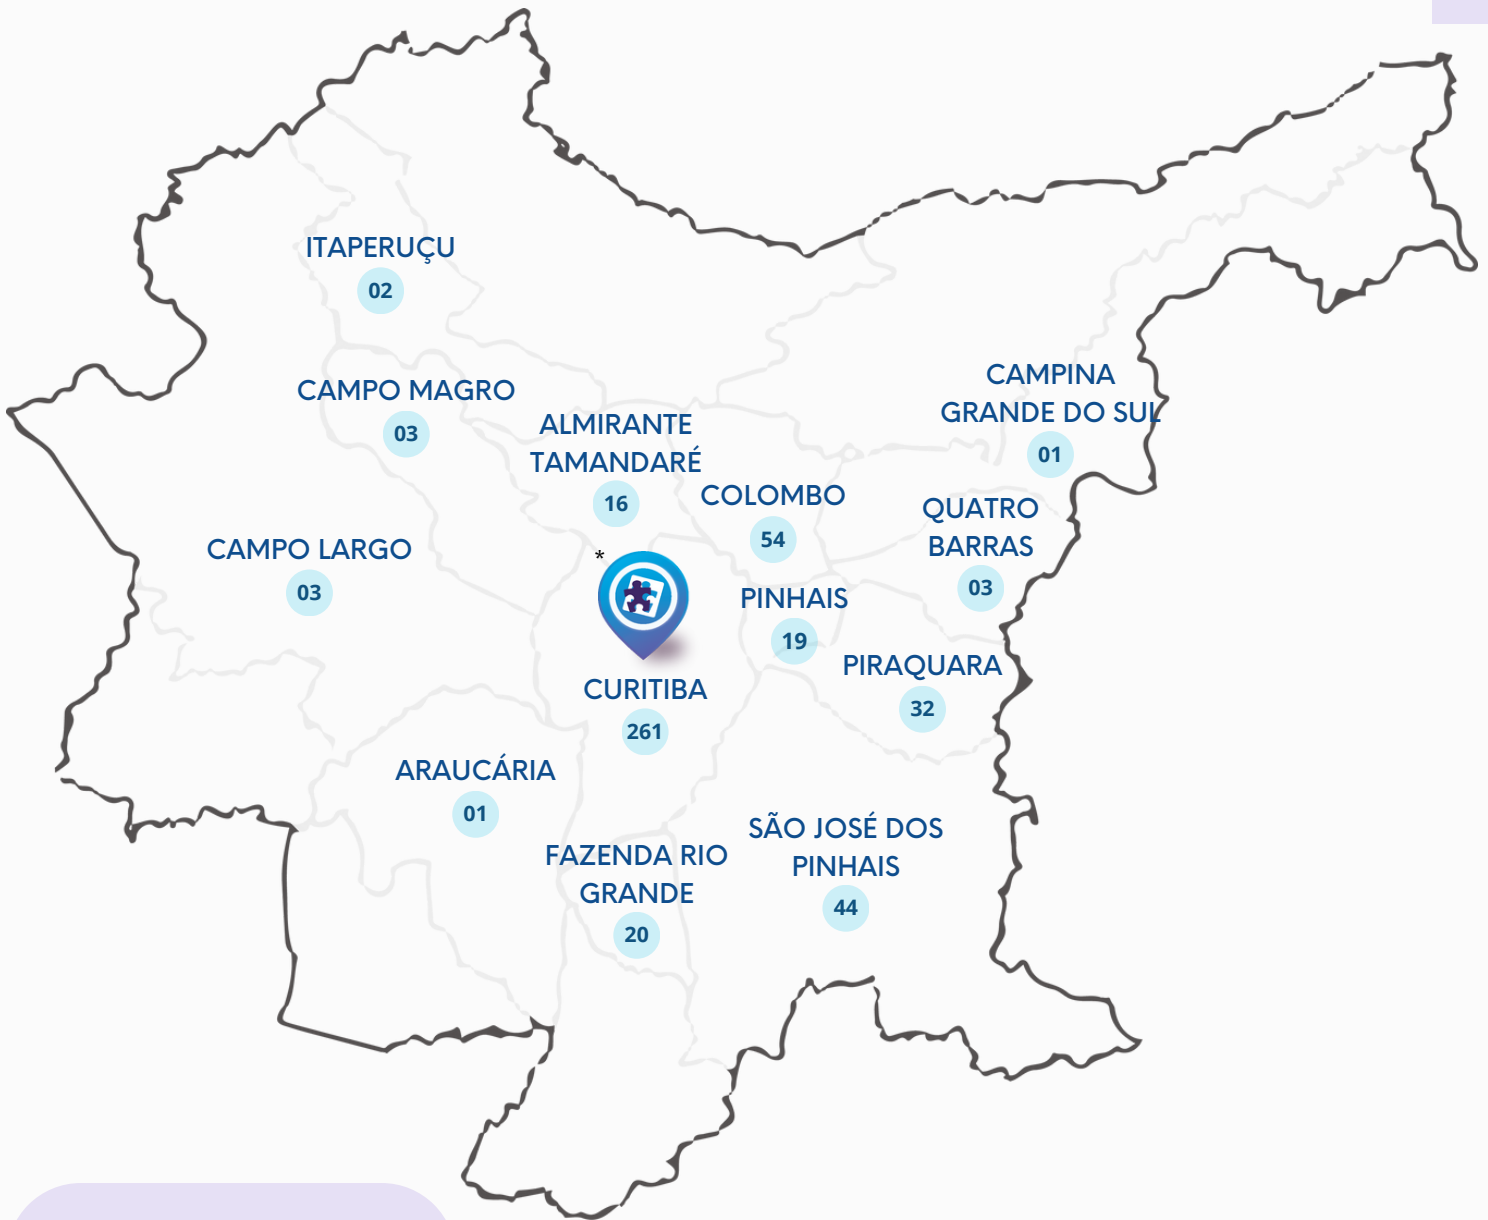 ITAPERUÇU
02
CAMPO MAGRO
03
CAMPINA
GRANDE DO SUL
01
ALMIRANTE
TAMANDARÉ
16
COLOMBO
54
QUATRO
BARRAS
03
CAMPO LARGO
03
*
PINHAIS
19
PIRAQUARA
32
CURITIBA
261
ARAUCÁRIA
01
FAZENDA RIO
GRANDE
20
SÃO JOSÉ DOS
PINHAIS
44